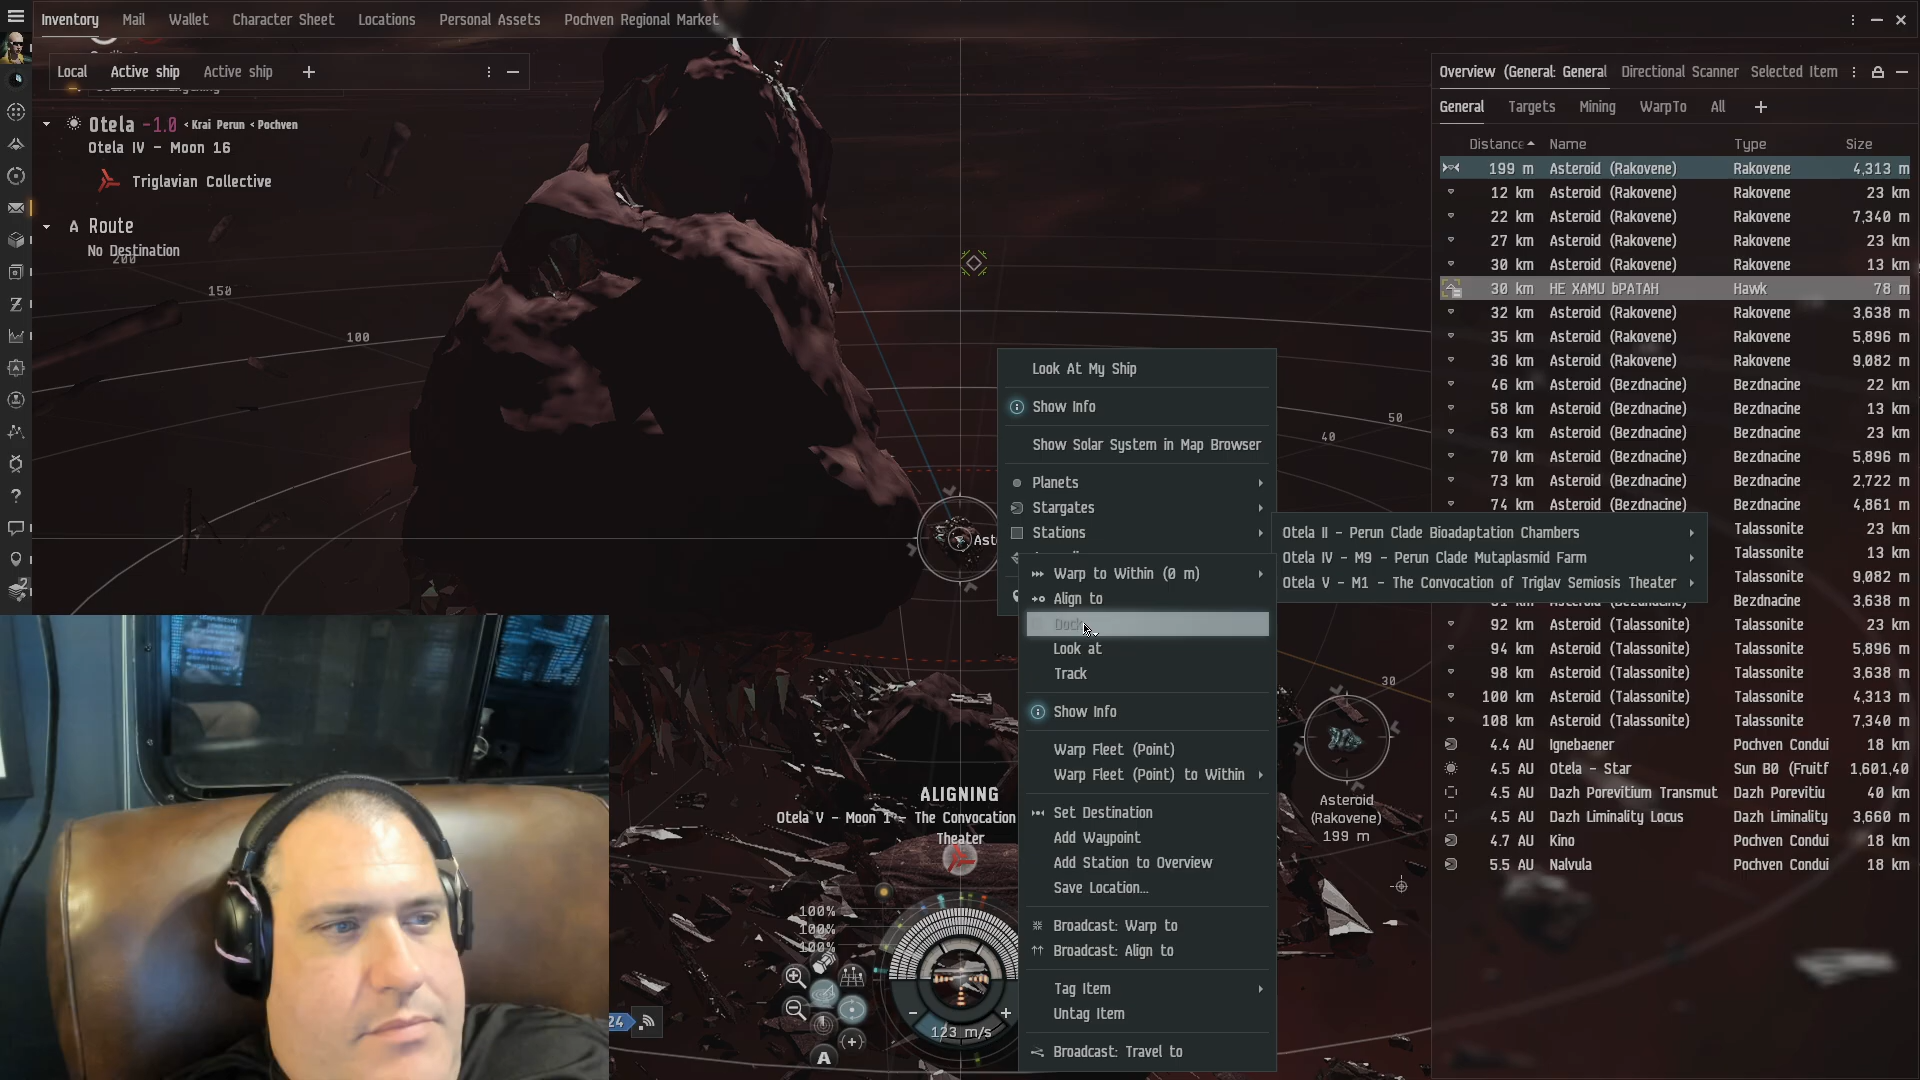 Inventory Mail Wallet Character Sheet Locations Personal Assets Pochven Regional Market
Local Active ship Active ship
Otela -1.0 < Krai Perun < Pochven
Otela IV - Moon 16
Triglavian Collective
Route
No Destination
200
150
100
50
40
30
Look At My Ship
Show Info
Show Solar System in Map Browser
Planets
Stargates
Stations
Otela II - Perun Clade Bioadaptation Chambers
Otela IV - M9 - Perun Clade Mutaplasmid Farm
Otela V - M1 - The Convocation of Triglav Semiosis Theater
Warp to Within (0 m)
Align to
Dock
Look at
Track
Show Info
Warp Fleet (Point)
Warp Fleet (Point) to Within
Set Destination
Add Waypoint
Add Station to Overview
Save Location...
Broadcast: Warp to
Broadcast: Align to
Tag Item
Untag Item
Broadcast: Travel to
Ast
ALIGNING
Otela V - Moon 1 - The Convocation
Theater
100%
100%
100%
123 m/s
A
24
Asteroid
(Rakovene)
199 m
Overview (General: General Directional Scanner Selected Item
General Targets Mining WarpTo All
Distance Name Type Size
199 m Asteroid (Rakovene) Rakovene 4,313 m
12 km Asteroid (Rakovene) Rakovene 23 km
22 km Asteroid (Rakovene) Rakovene 7,340 m
27 km Asteroid (Rakovene) Rakovene 23 km
30 km Asteroid (Rakovene) Rakovene 13 km
30 km HE XAMU bPATAH Hawk 78 m
32 km Asteroid (Rakovene) Rakovene 3,638 m
35 km Asteroid (Rakovene) Rakovene 5,896 m
36 km Asteroid (Rakovene) Rakovene 9,082 m
46 km Asteroid (Bezdnacine) Bezdnacine 22 km
58 km Asteroid (Bezdnacine) Bezdnacine 13 km
63 km Asteroid (Bezdnacine) Bezdnacine 23 km
70 km Asteroid (Bezdnacine) Bezdnacine 5,896 m
73 km Asteroid (Bezdnacine) Bezdnacine 2,722 m
74 km Asteroid (Bezdnacine) Bezdnacine 4,861 m
Talassonite 23 km
Talassonite 13 km
Talassonite 9,082 m
Asteroid (Talassonite) Bezdnacine 3,638 m
92 km Asteroid (Talassonite) Talassonite 23 km
94 km Asteroid (Talassonite) Talassonite 5,896 m
98 km Asteroid (Talassonite) Talassonite 3,638 m
100 km Asteroid (Talassonite) Talassonite 4,313 m
108 km Asteroid (Talassonite) Talassonite 7,340 m
4.4 AU Ignebaener Pochven Condui 18 km
4.5 AU Otela - Star Sun B0 (Fruitf 1,601,40
4.5 AU Dazh Porevitium Transmut Dazh Porevitiu 40 km
4.5 AU Dazh Liminality Locus Dazh Liminality 3,660 m
4.7 AU Kino Pochven Condui 18 km
5.5 AU Nalvula Pochven Condui 18 km